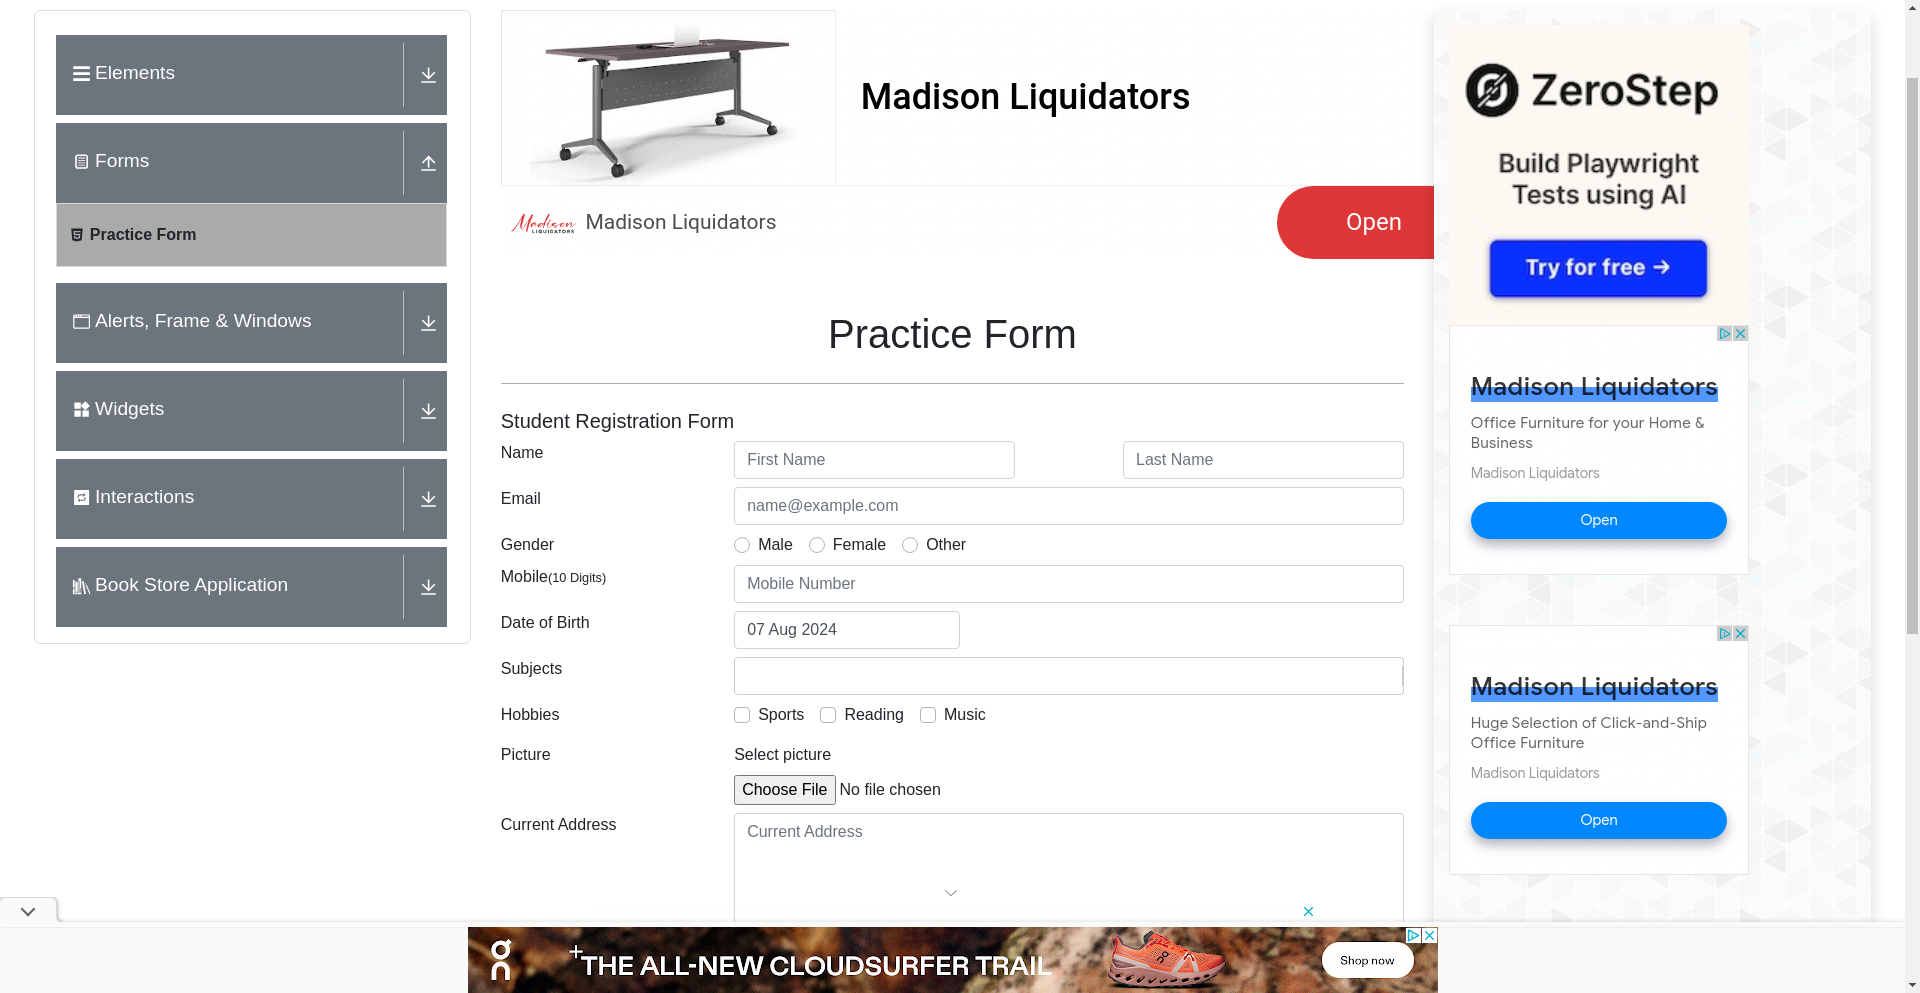 Elements
Forms
Practice Form
Alerts, Frame & Windows
Widgets
Interactions
Book Store Application
Madison Liquidators
Madison
LIQUIDATORS
Madison Liquidators
Open
Practice Form
Student Registration Form
Name
First Name
Last Name
Email
name@example.com
Gender
Male
Female
Other
Mobile(10 Digits)
Mobile Number
Date of Birth
07 Aug 2024
Subjects
Hobbies
Sports
Reading
Music
Picture
Select picture
Choose File No file chosen
Current Address
Current Address
ZeroStep
Build Playwright
Tests using AI
Try for free →
Madison Liquidators
Office Furniture for your Home &
Business
Madison Liquidators
Open
Madison Liquidators
Huge Selection of Click-and-Ship
Office Furniture
Madison Liquidators
Open
on
THE ALL-NEW CLOUDSURFER TRAIL
Shop now